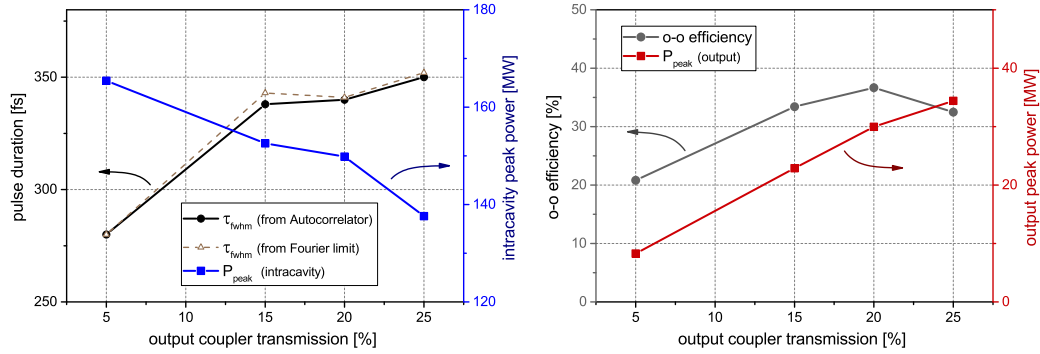 350
300
250
pulse duration [fs]
180
160
140
120
intracavity peak power [MW]
τfwhm (from Autocorrelator)
τfwhm (from Fourier limit)
Ppeak (intracavity)
5 10 15 20 25
output coupler transmission [%]
50
40
30
20
10
0
o-o efficiency [%]
o-o efficiency
Ppeak (output)
40
20
0
output peak power [MW]
5 10 15 20 25
output coupler transmission [%]